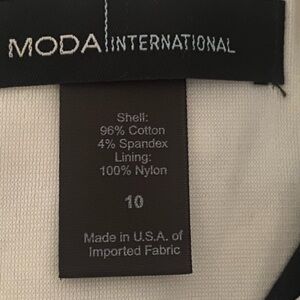 MODA INTERNATIONAL
Shell:
96% Cotton
4% Spandex
Lining:
100% Nylon
10
Made in U.S.A. of
Imported Fabric